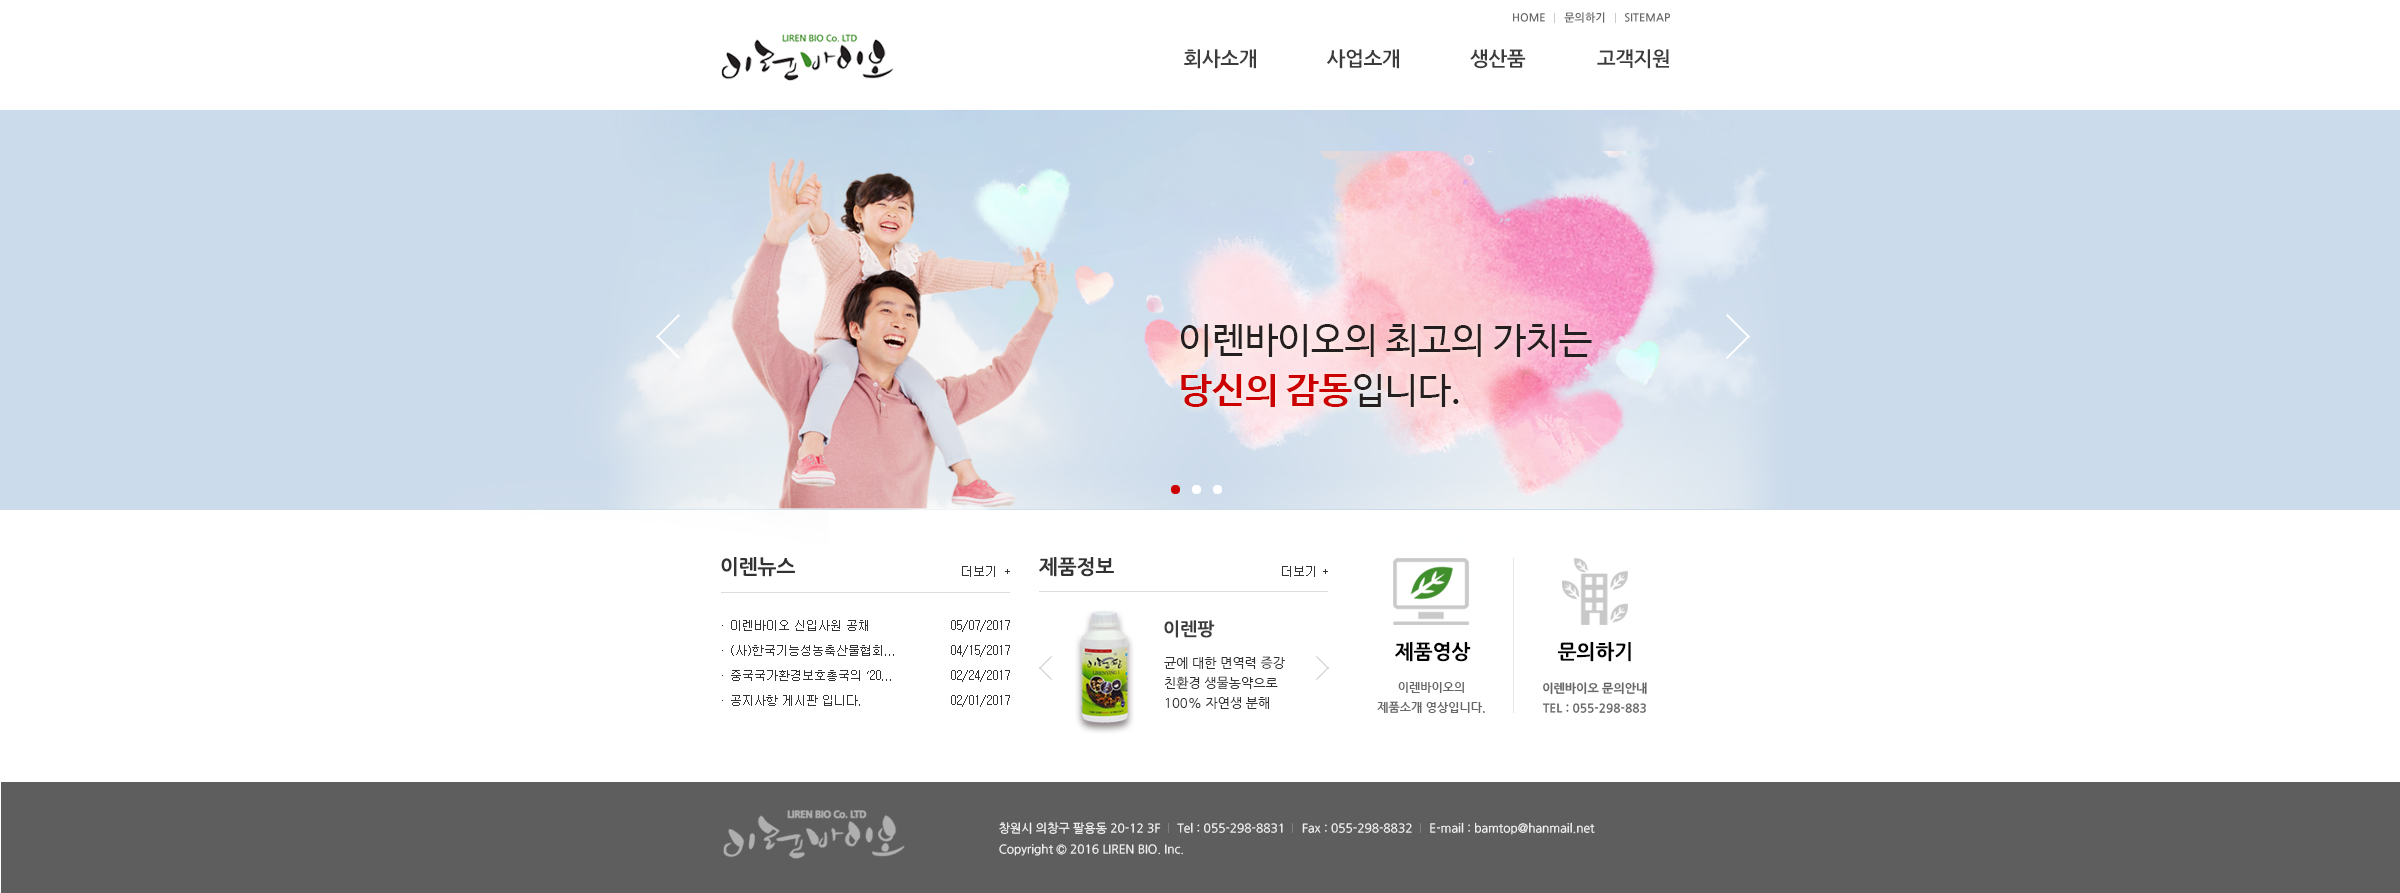 HOME 문의하기 SITEMAP
LIREN BIO Co. LTD
이렌바이오
회사소개 사업소개 생산품 고객지원
이렌바이오의 최고의 가치는
당신의 감동입니다.
이렌뉴스 더보기 +
· 이렌바이오 신입사원 공채 05/07/2017
· (사)한국기능성농축산물협회... 04/15/2017
· 중국국가환경보호총국의 '20... 02/24/2017
· 공지사항 게시판 입니다. 02/01/2017
제품정보 더보기 +
이렌팡
균에 대한 면역력 증강
친환경 생물농약으로
100% 자연생 분해
제품영상
이렌바이오의
제품소개 영상입니다.
문의하기
이렌바이오 문의안내
TEL : 055-298-883
LIREN BIO Co. LTD
이렌바이오
창원시 의창구 팔용동 20-12 3F Tel : 055-298-8831 Fax : 055-298-8832 E-mail : bamtop@hanmail.net
Copyright © 2016 LIREN BIO. Inc.